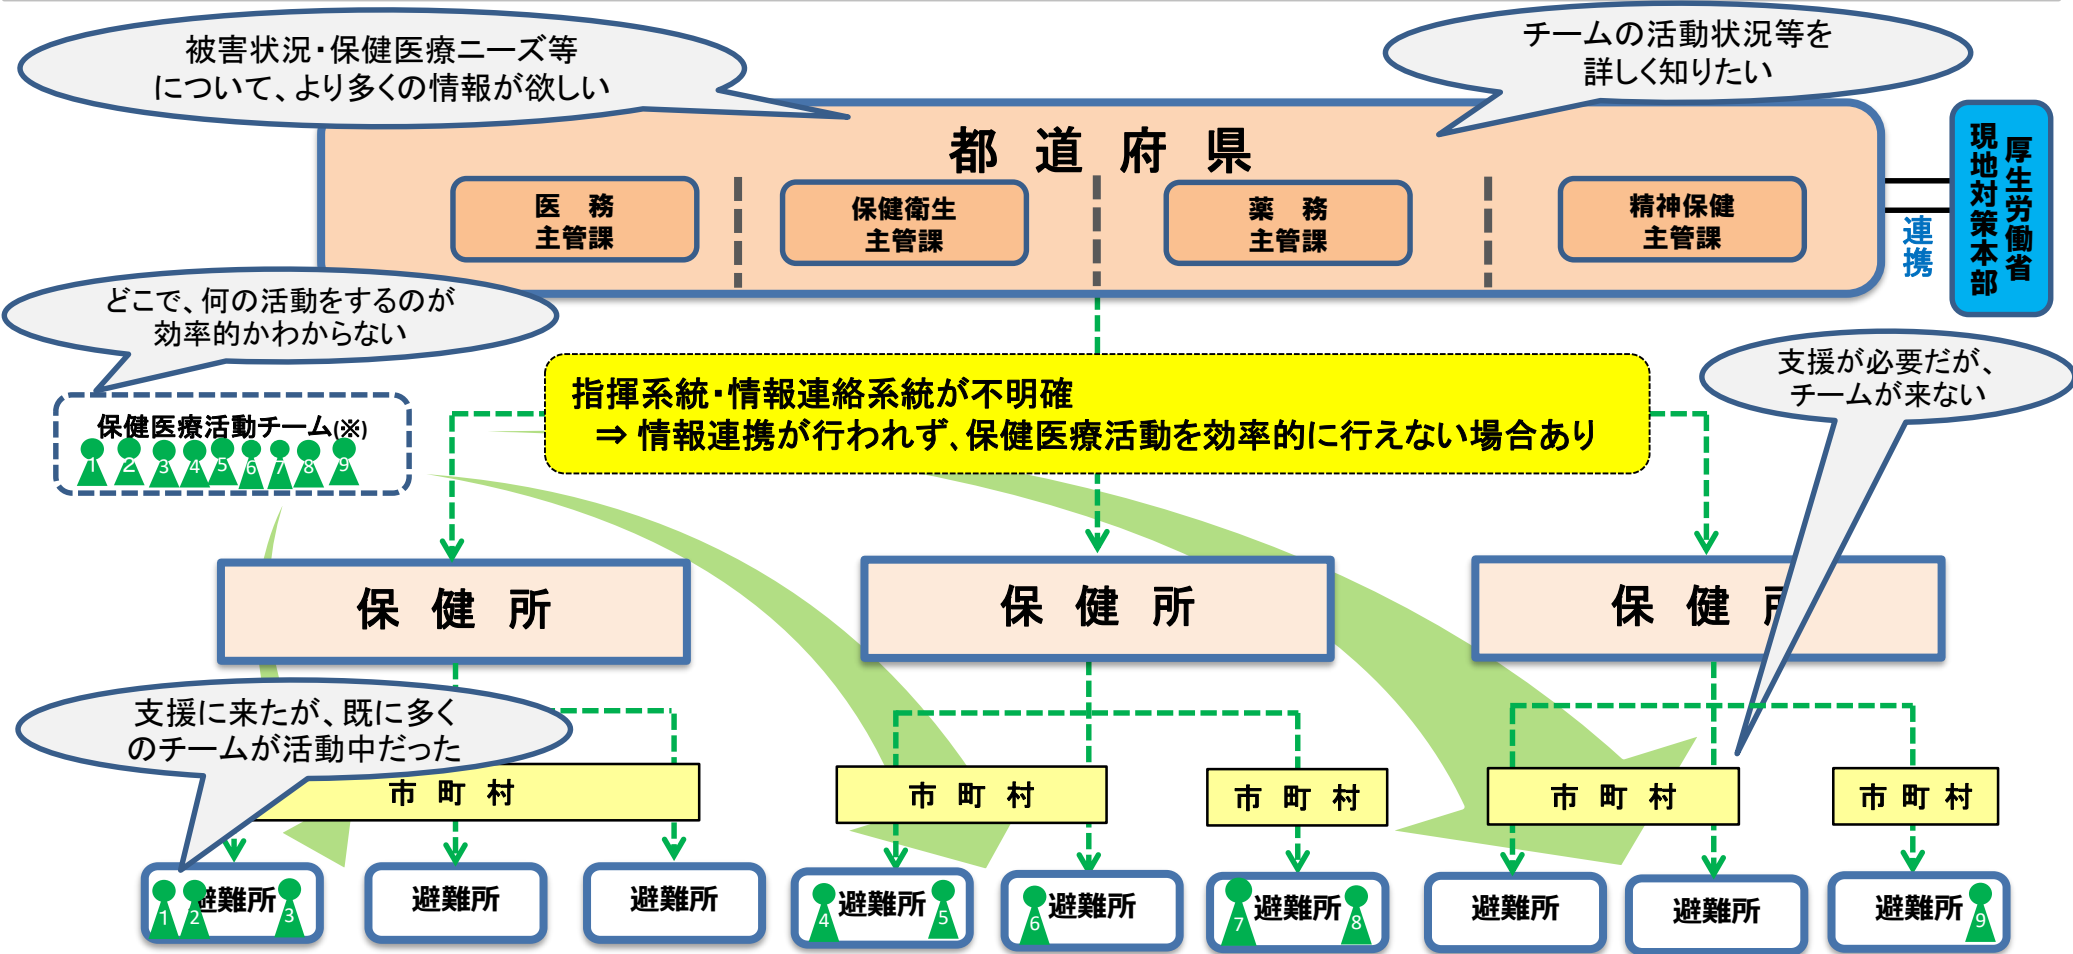 被害状況・保健医療ニーズ等
について、より多くの情報が欲しい
チームの活動状況等を
詳しく知りたい
都道府県
医務
主管課
保健衛生
主管課
薬務
主管課
精神保健
主管課
連携
厚生労働省
現地対策本部
どこで、何の活動をするのが
効率的かわからない
指揮系統・情報連絡系統が不明確
⇒ 情報連携が行われず、保健医療活動を効率的に行えない場合あり
支援が必要だが、
チームが来ない
保健医療活動チーム(※)
1 2 3 4 5 6 7 8 9
保健所
保健所
保健所
支援に来たが、既に多く
のチームが活動中だった
市町村
市町村
市町村
市町村
市町村
1 2 避難所 3
避難所
避難所
4 避難所 5
6 避難所
7 避難所 8
避難所
避難所
避難所 9